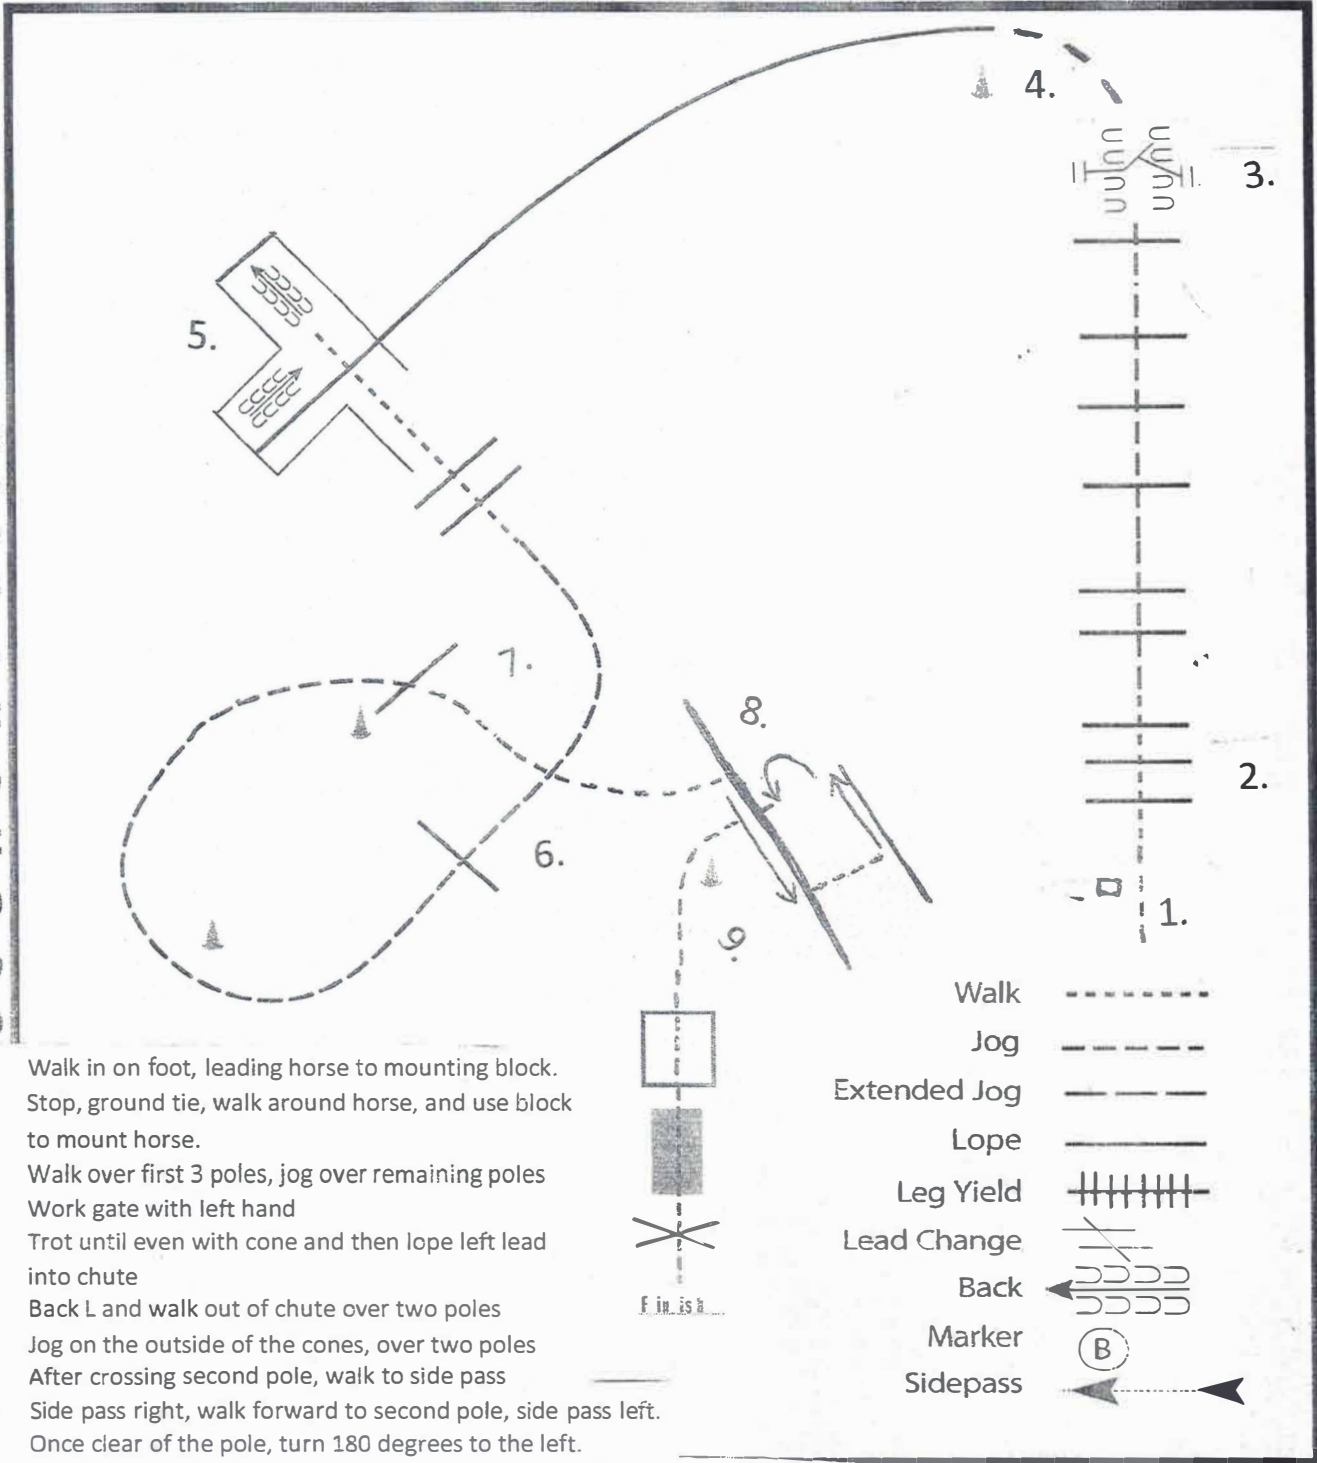 4.
3.
5.
7.
8.
2.
6.
1.
9.
Walk
Jog
Extended Jog
Lope
Leg Yield
Lead Change
Back
Marker
B
Sidepass
Walk in on foot, leading horse to mounting block.
Stop, ground tie, walk around horse, and use block
to mount horse.
Walk over first 3 poles, jog over remaining poles
Work gate with left hand
Trot until even with cone and then lope left lead
into chute
Back L and walk out of chute over two poles
Jog on the outside of the cones, over two poles
After crossing second pole, walk to side pass
Side pass right, walk forward to second pole, side pass left.
Once clear of the pole, turn 180 degrees to the left.
Finish